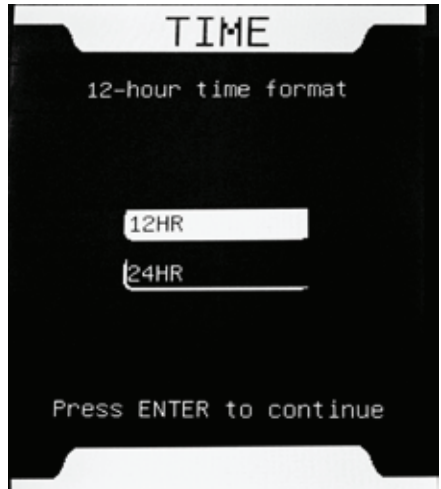 TIME
12-hour time format
12HR
24HR
Press ENTER to continue